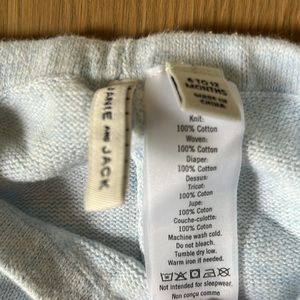 JANIE AND JACK
6 TO 12
MONTHS
MADE IN
CHINA
Knit:
100% Cotton
Woven:
100% Cotton
Diaper:
100% Cotton
Dessus:
Tricot:
100% Coton
Jupe:
100% Coton
Couche-culotte:
100% Coton
Machine wash cold.
Do not bleach.
Tumble dry low.
Warm iron if needed.
Not intended for sleepwear.
Non conçu comme